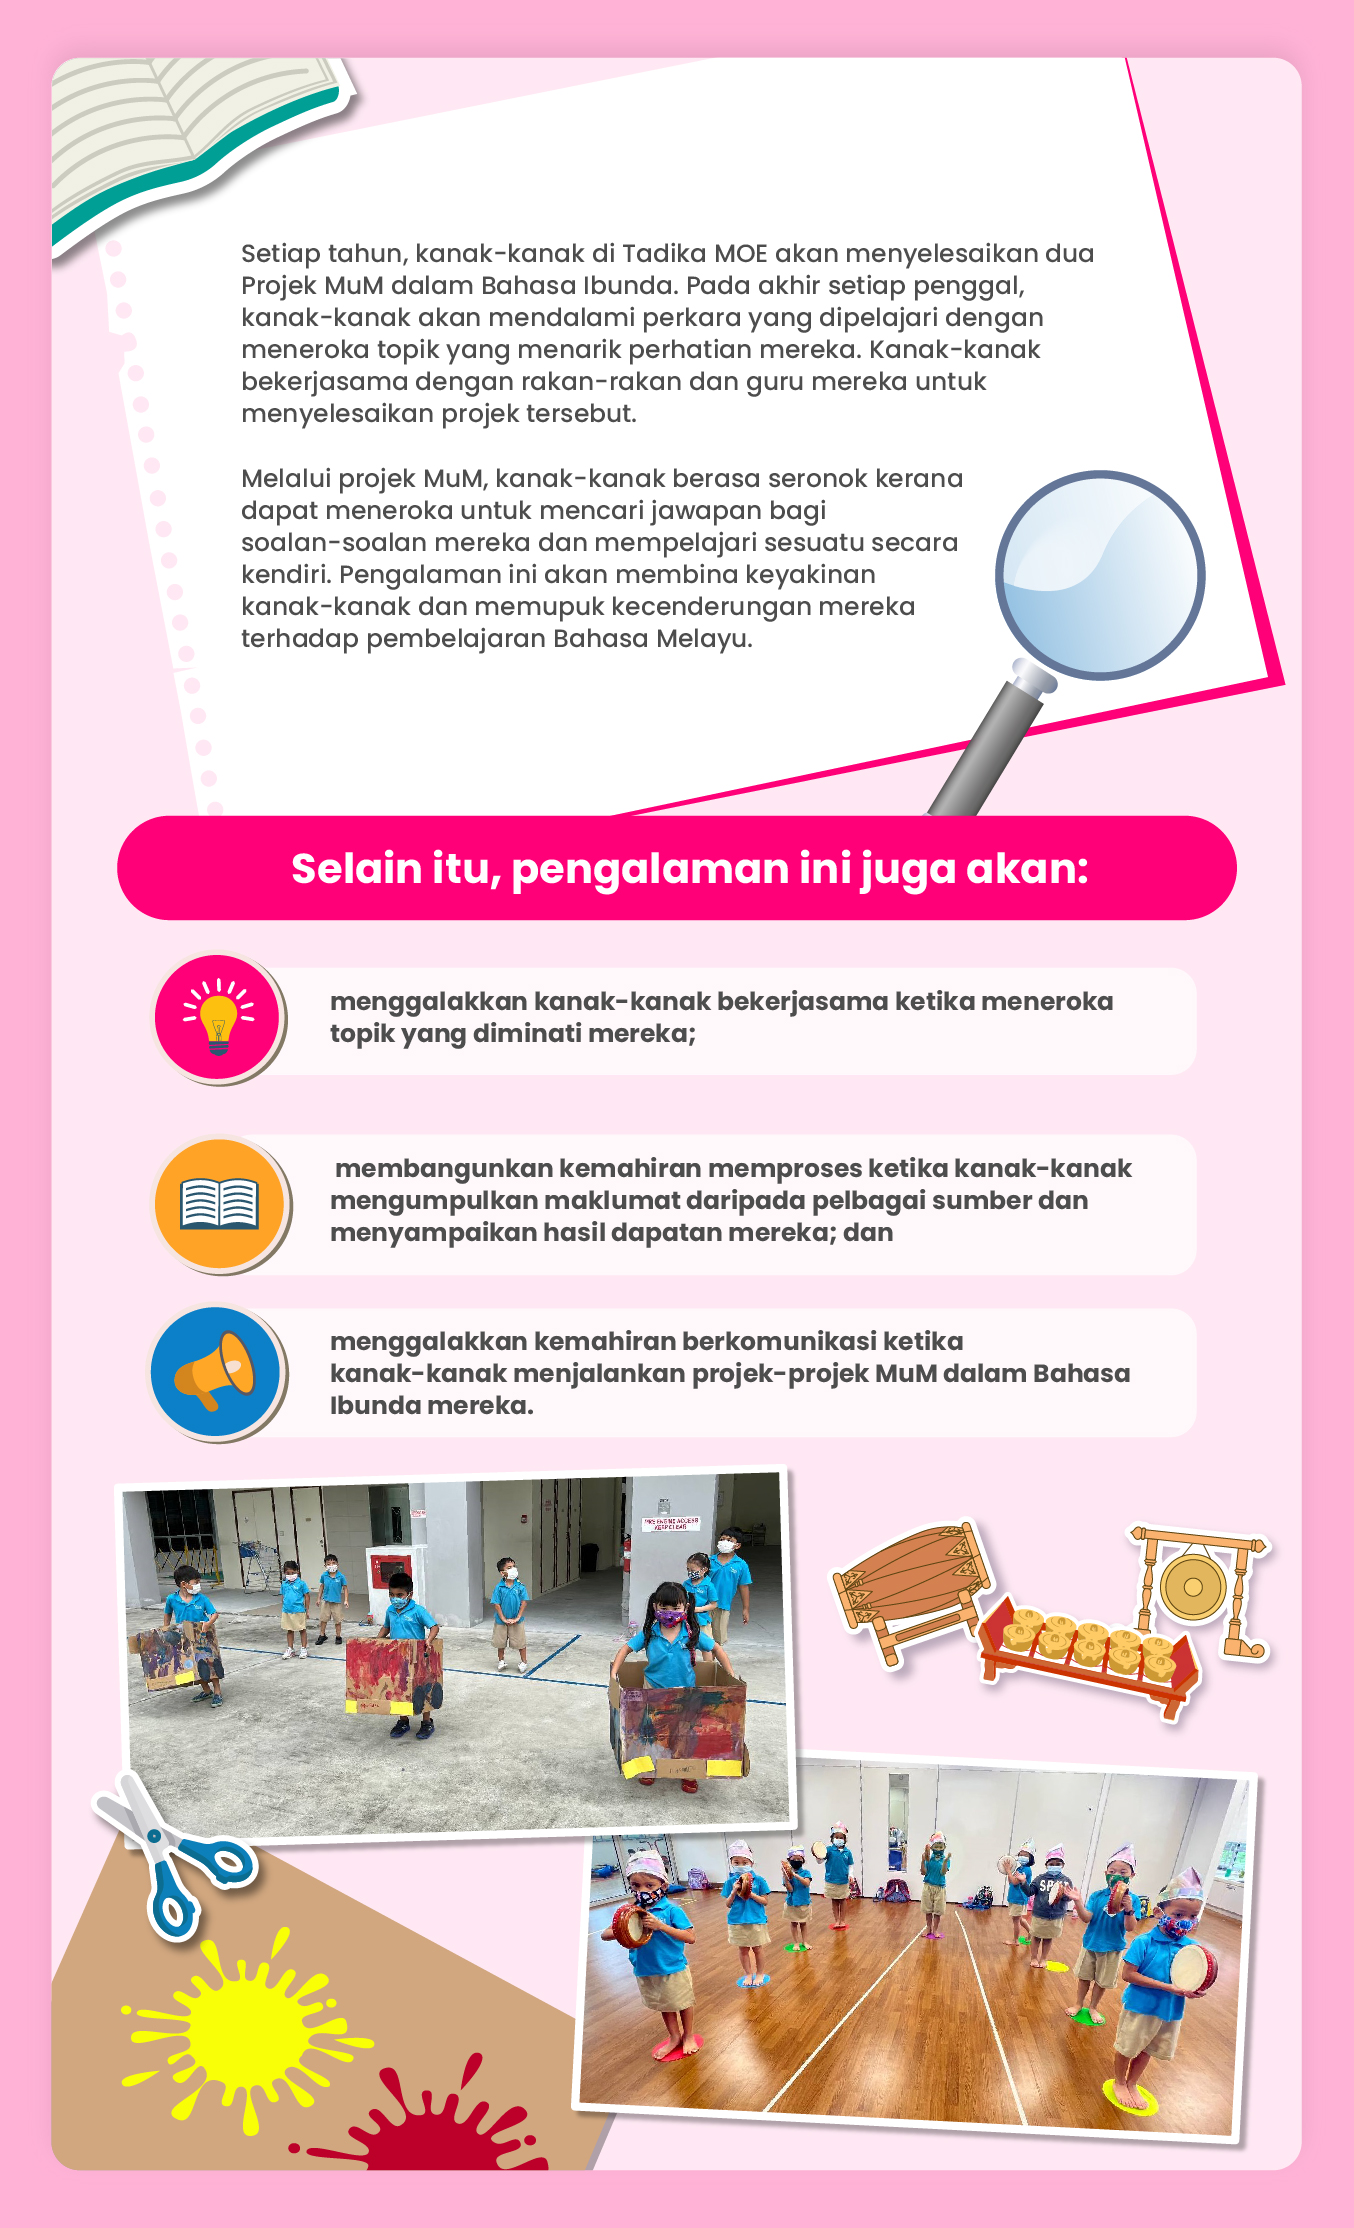 Setiap tahun, kanak-kanak di Tadika MOE akan menyelesaikan dua
Projek MuM dalam Bahasa Ibunda. Pada akhir setiap penggal,
kanak-kanak akan mendalami perkara yang dipelajari dengan
meneroka topik yang menarik perhatian mereka. Kanak-kanak
bekerjasama dengan rakan-rakan dan guru mereka untuk
menyelesaikan projek tersebut.
Melalui projek MuM, kanak-kanak berasa seronok kerana
dapat meneroka untuk mencari jawapan bagi
soalan-soalan mereka dan mempelajari sesuatu secara
kendiri. Pengalaman ini akan membina keyakinan
kanak-kanak dan memupuk kecenderungan mereka
terhadap pembelajaran Bahasa Melayu.
Selain itu, pengalaman ini juga akan:
menggalakkan kanak-kanak bekerjasama ketika meneroka
topik yang diminati mereka;
membangunkan kemahiran memproses ketika kanak-kanak
mengumpulkan maklumat daripada pelbagai sumber dan
menyampaikan hasil dapatan mereka; dan
menggalakkan kemahiran berkomunikasi ketika
kanak-kanak menjalankan projek-projek MuM dalam Bahasa
Ibunda mereka.
FIRE ENGINE ACCESS
KEEP CLEAR